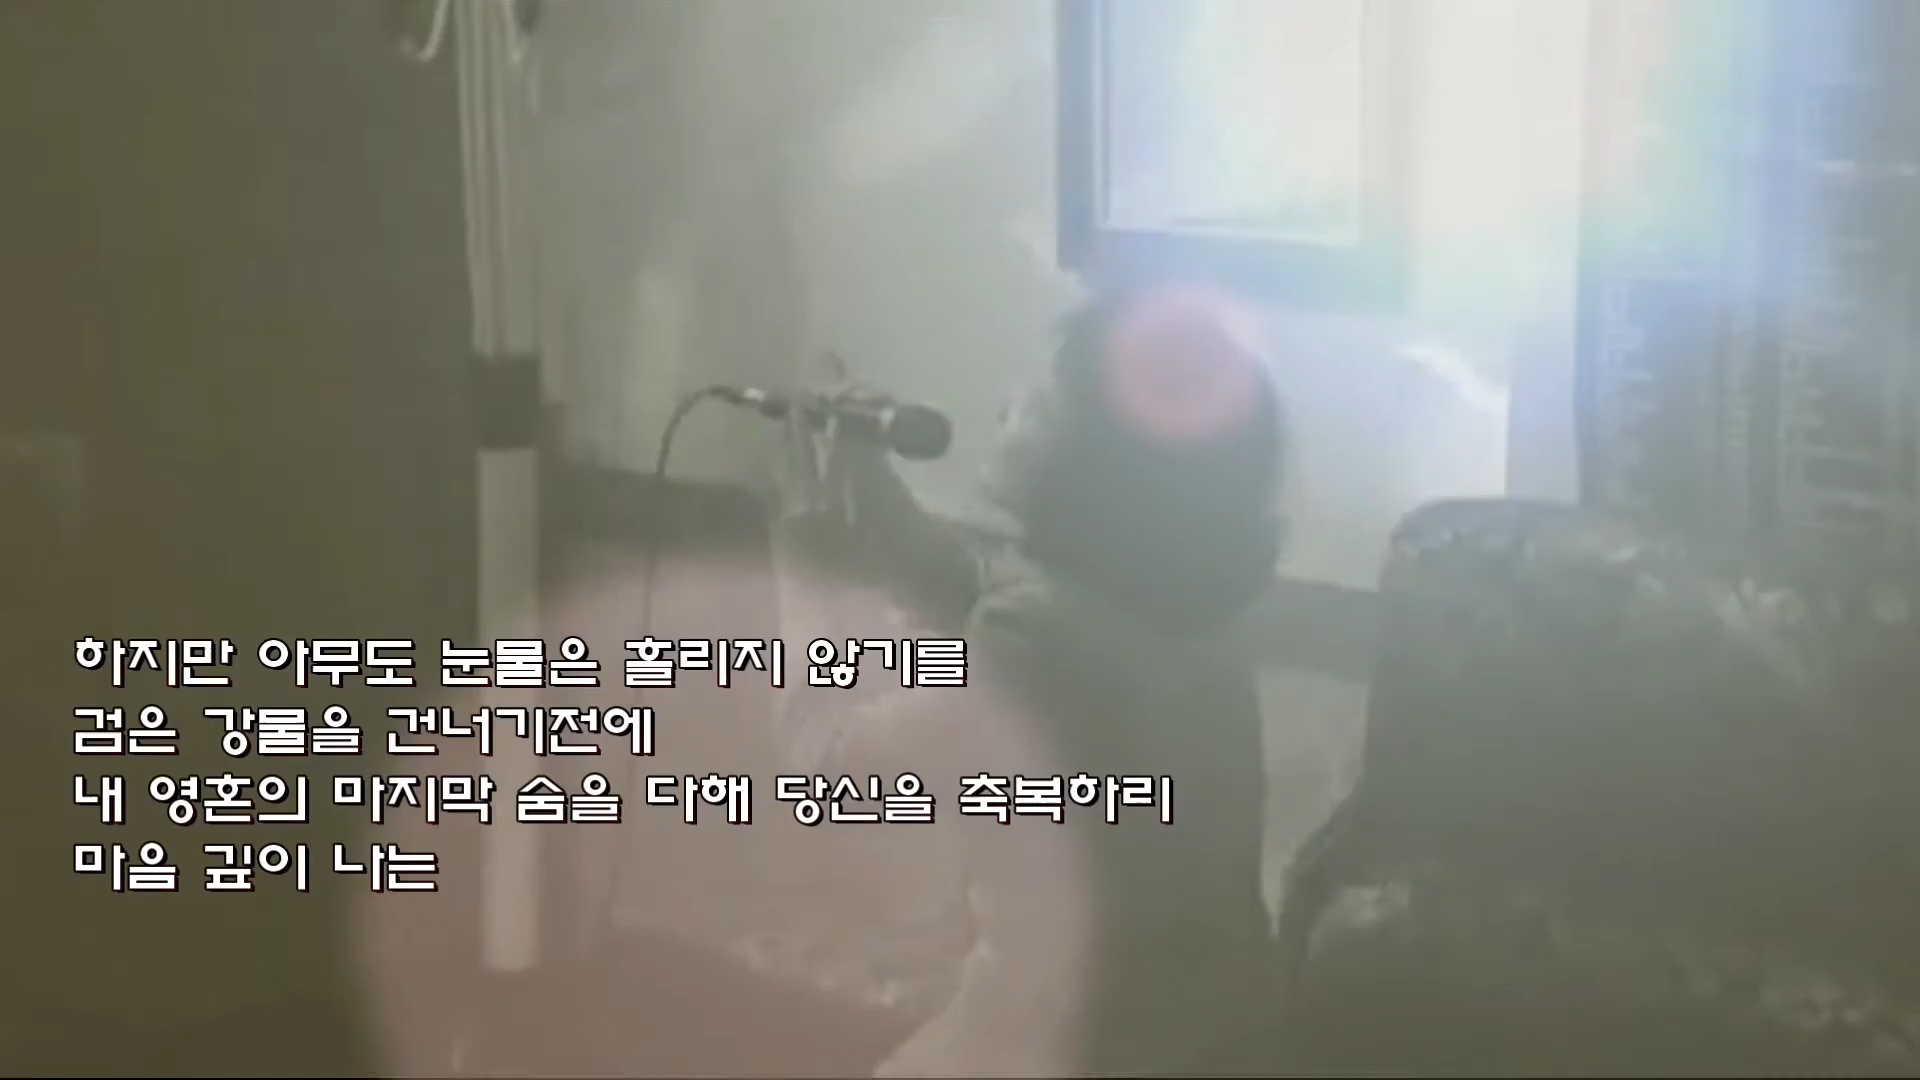 하지만 아무도 눈물은 흘리지 않기를
검은 강물을 건너기전에
내 영혼의 마지막 숨을 다해 당신을 축복하리
마음 깊이 나는